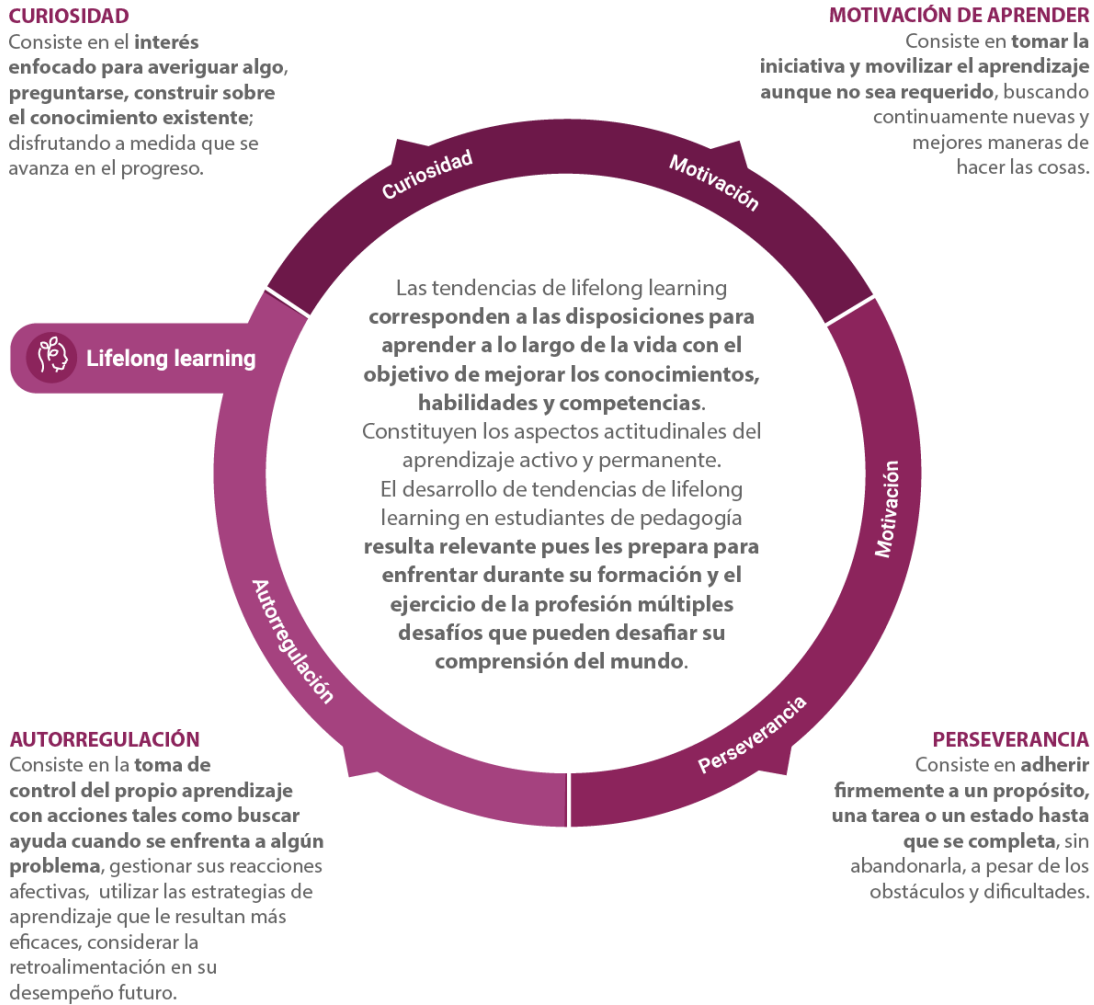 CURIOSIDAD
Consiste en el interés
enfocado para averiguar algo,
preguntarse, construir sobre
el conocimiento existente;
disfrutando a medida que se
avanza en el progreso.
MOTIVACIÓN DE APRENDER
Consiste en tomar la
iniciativa y movilizar el aprendizaje
aunque no sea requerido, buscando
continuamente nuevas y
mejores maneras de
hacer las cosas.
Curiosidad
Motivación
Lifelong learning
Las tendencias de lifelong learning
corresponden a las disposiciones para
aprender a lo largo de la vida con el
objetivo de mejorar los conocimientos,
habilidades y competencias.
Constituyen los aspectos actitudinales del
aprendizaje activo y permanente.
El desarrollo de tendencias de lifelong
learning en estudiantes de pedagogía
resulta relevante pues les prepara para
enfrentar durante su formación y el
ejercicio de la profesión múltiples
desafíos que pueden desafiar su
comprensión del mundo.
Motivación
Autorregulación
Perseverancia
AUTORREGULACIÓN
Consiste en la toma de
control del propio aprendizaje
con acciones tales como buscar
ayuda cuando se enfrenta a algún
problema, gestionar sus reacciones
afectivas, utilizar las estrategias de
aprendizaje que le resultan más
eficaces, considerar la
retroalimentación en su
desempeño futuro.
PERSEVERANCIA
Consiste en adherir
firmemente a un propósito,
una tarea o un estado hasta
que se completa, sin
abandonarla, a pesar de los
obstáculos y dificultades.